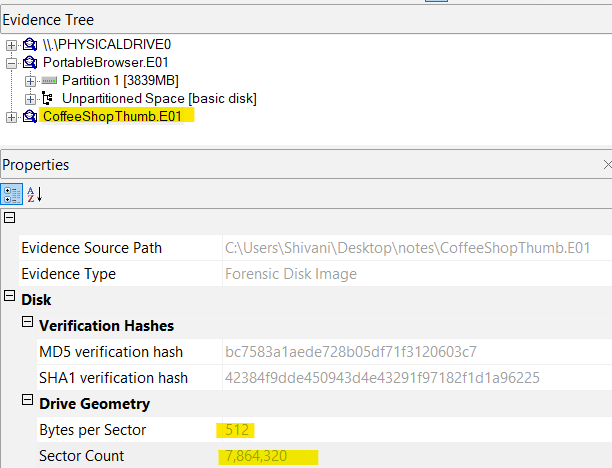 Evidence Tree
\\.\PHYSICALDRIVE0
PortableBrowser.E01
Partition 1 [3839MB]
Unpartitioned Space [basic disk]
CoffeeShopThumb.E01
Properties
A
Z
Evidence Source Path C:\Users\Shivani\Desktop\notes\CoffeeShopThumb.E01
Evidence Type Forensic Disk Image
Disk
Verification Hashes
MD5 verification hash bc7583a1aede728b05df71f3120603c7
SHA1 verification hash 42384f9dde450943d4e43291f97182f1d1a96225
Drive Geometry
Bytes per Sector 512
Sector Count 7,864,320